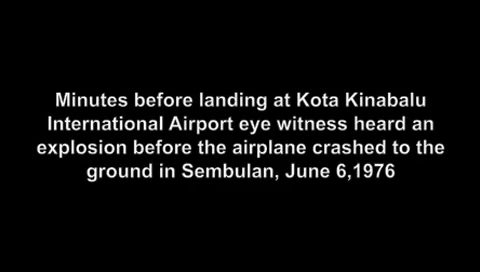 Minutes before landing at Kota Kinabalu
International Airport eye witness heard an
explosion before the airplane crashed to the
ground in Sembulan, June 6,1976